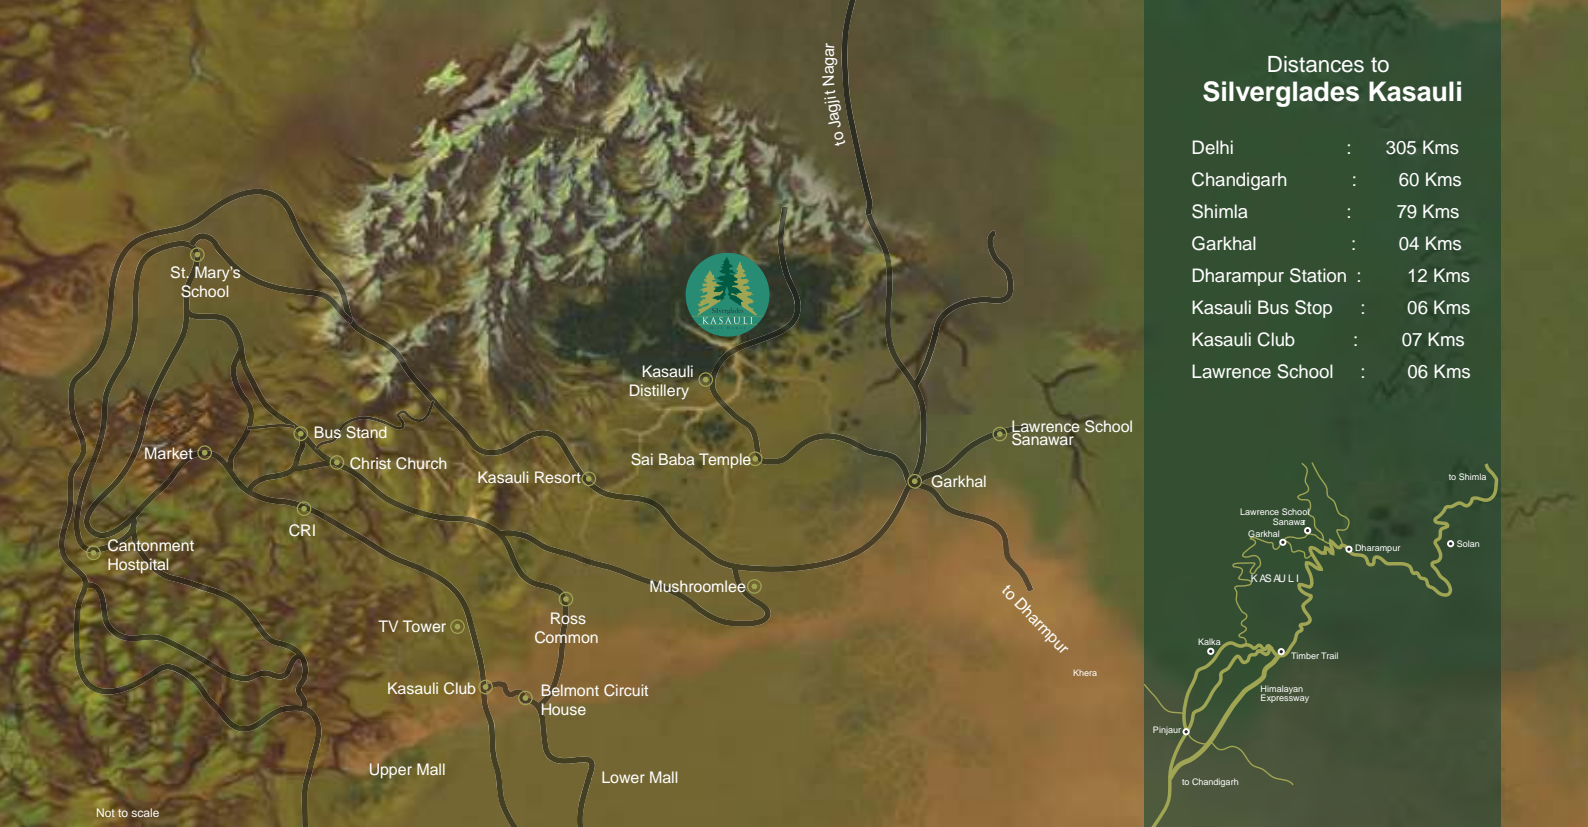 to Jagjit Nagar
St. Mary's
School
Silverglades
KASAULI
Kasauli
Distillery
Bus Stand
Market
Christ Church
Kasauli Resort
Sai Baba Temple
Lawrence School
Sanawar
Garkhal
CRI
Cantonment
Hostpital
Mushroomlee
TV Tower
Ross
Common
to Dharmpur
Khera
Kasauli Club
Belmont Circuit
House
Upper Mall
Lower Mall
Not to scale
Distances to
Silverglades Kasauli
Delhi : 305 Kms
Chandigarh : 60 Kms
Shimla : 79 Kms
Garkhal : 04 Kms
Dharampur Station : 12 Kms
Kasauli Bus Stop : 06 Kms
Kasauli Club : 07 Kms
Lawrence School : 06 Kms
to Shimla
Lawrence School
Sanawar
Garkhal
Dharampur
Solan
KASAULI
Kalka
Timber Trail
Himalayan
Expressway
Pinjaur
to Chandigarh